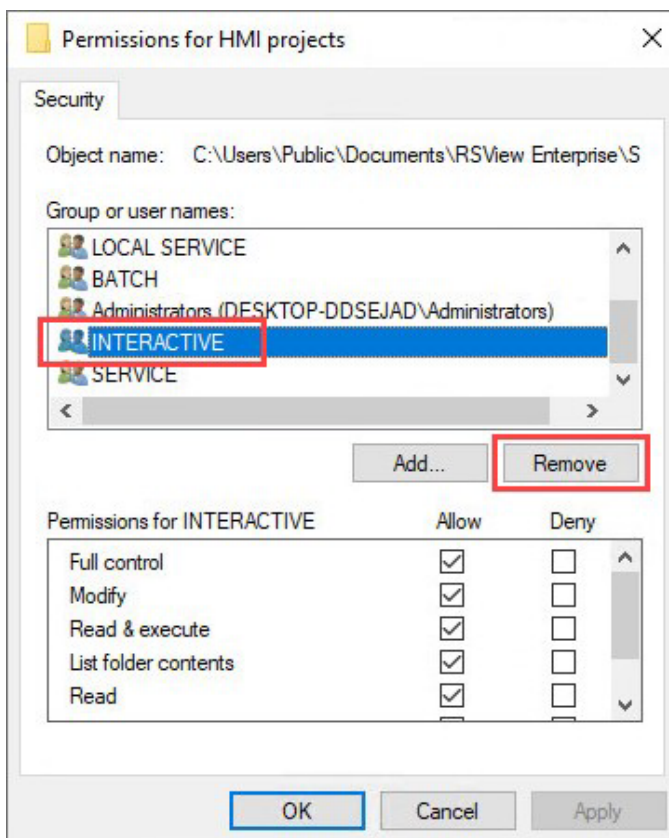 Permissions for HMI projects
Security
Object name: C:\Users\Public\Documents\RSView Enterprise\S
Group or user names:
LOCAL SERVICE
BATCH
Administrators (DESKTOP-DDSEJAD\Administrators)
INTERACTIVE
SERVICE
Add... Remove
Permissions for INTERACTIVE Allow Deny
Full control
Modify
Read & execute
List folder contents
Read
OK Cancel Apply